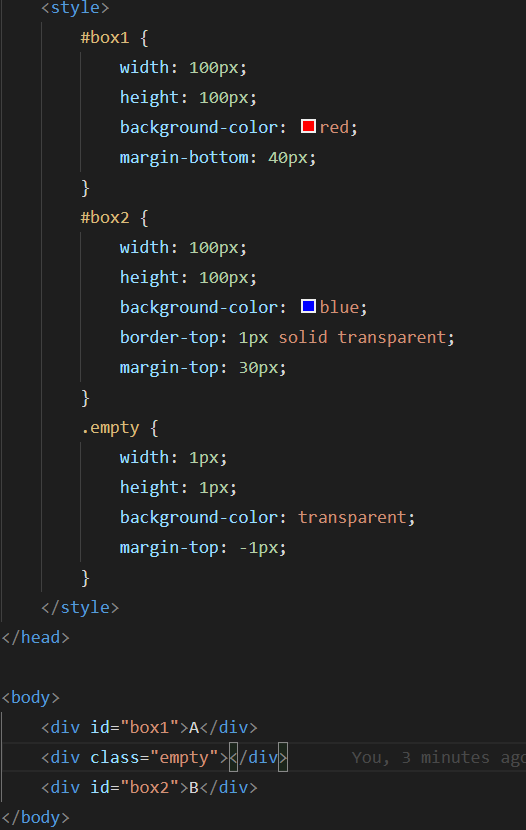 <style>
#box1 {
width: 100px;
height: 100px;
background-color: red;
margin-bottom: 40px;
}
#box2 {
width: 100px;
height: 100px;
background-color: blue;
border-top: 1px solid transparent;
margin-top: 30px;
}
.empty {
width: 1px;
height: 1px;
background-color: transparent;
margin-top: -1px;
}
</style>
</head>
<body>
<div id="box1">A</div>
<div class="empty"></div> You, 3 minutes ago
<div id="box2">B</div>
</body>